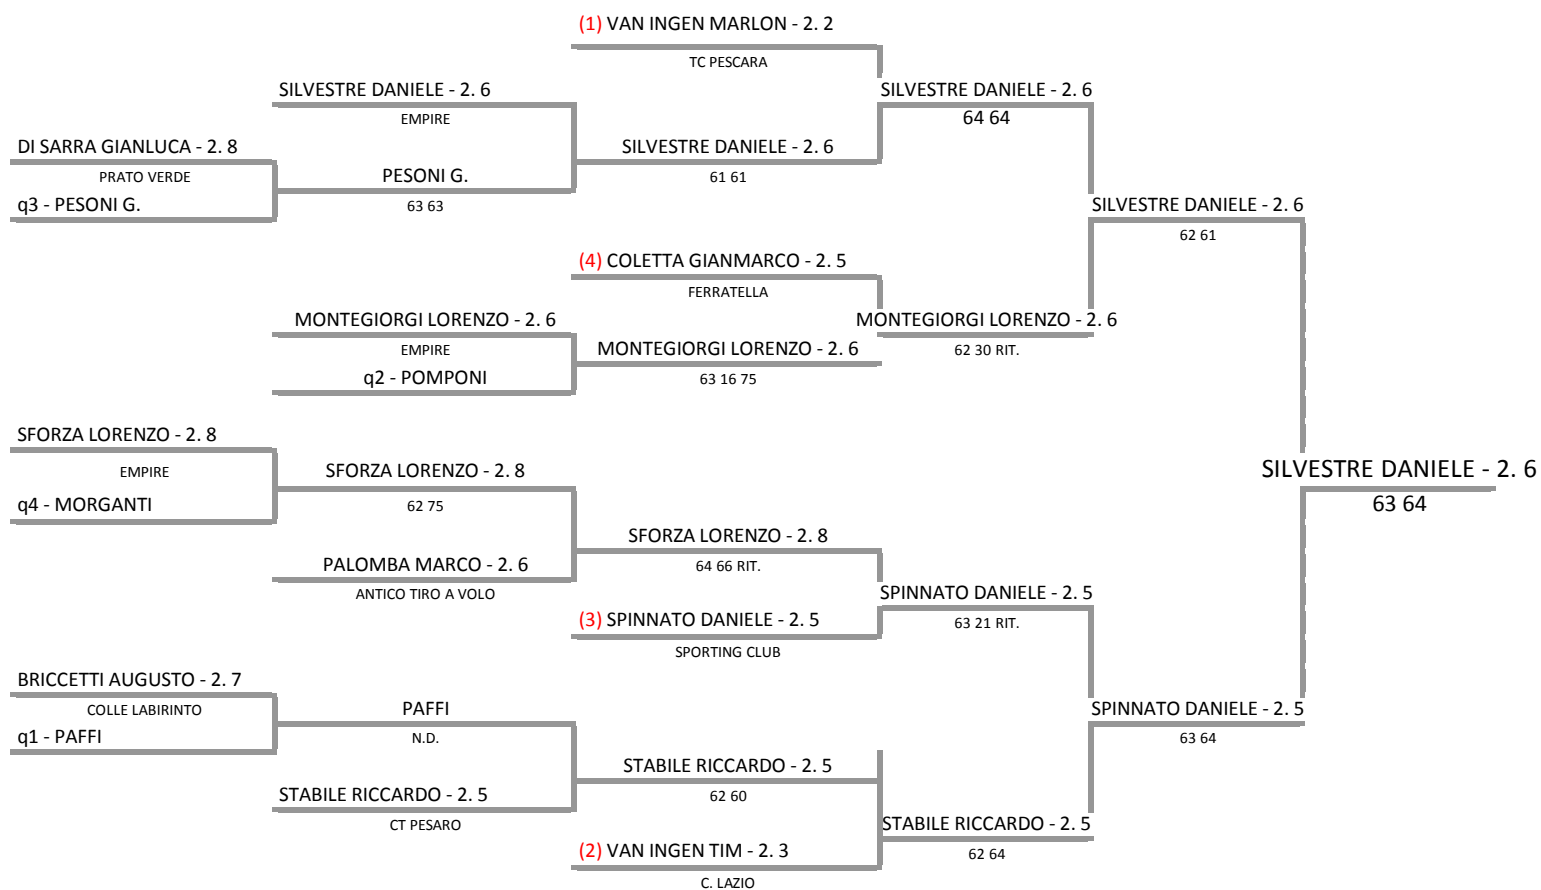 (1) VAN INGEN MARLON - 2. 2
TC PESCARA
SILVESTRE DANIELE - 2. 6
EMPIRE
SILVESTRE DANIELE - 2. 6
64 64
DI SARRA GIANLUCA - 2. 8
PRATO VERDE
q3 - PESONI G.
PESONI G.
63 63
SILVESTRE DANIELE - 2. 6
61 61
SILVESTRE DANIELE - 2. 6
62 61
(4) COLETTA GIANMARCO - 2. 5
FERRATELLA
MONTEGIORGI LORENZO - 2. 6
EMPIRE
q2 - POMPONI
MONTEGIORGI LORENZO - 2. 6
63 16 75
MONTEGIORGI LORENZO - 2. 6
62 30 RIT.
SFORZA LORENZO - 2. 8
EMPIRE
q4 - MORGANTI
SFORZA LORENZO - 2. 8
62 75
SILVESTRE DANIELE - 2. 6
63 64
PALOMBA MARCO - 2. 6
ANTICO TIRO A VOLO
SFORZA LORENZO - 2. 8
64 66 RIT.
(3) SPINNATO DANIELE - 2. 5
SPORTING CLUB
SPINNATO DANIELE - 2. 5
63 21 RIT.
BRICCETTI AUGUSTO - 2. 7
COLLE LABIRINTO
q1 - PAFFI
PAFFI
N.D.
SPINNATO DANIELE - 2. 5
63 64
STABILE RICCARDO - 2. 5
CT PESARO
STABILE RICCARDO - 2. 5
62 60
(2) VAN INGEN TIM - 2. 3
C. LAZIO
STABILE RICCARDO - 2. 5
62 64